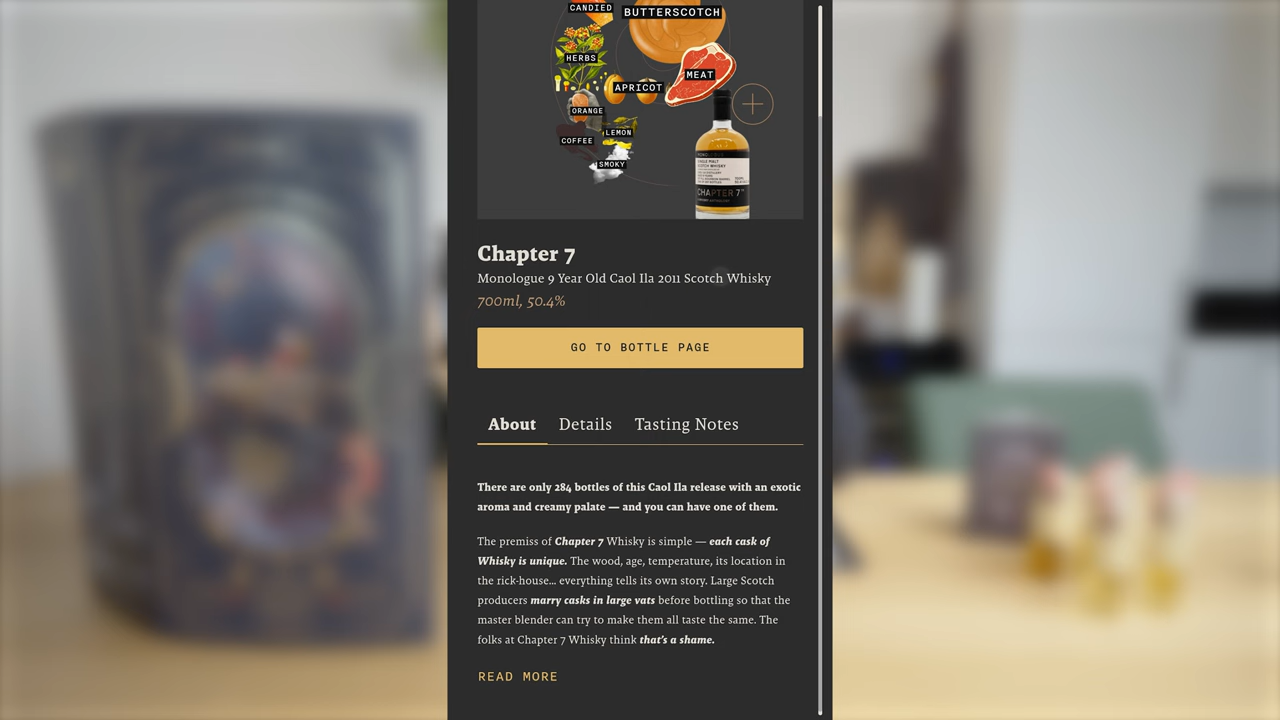 CANDIED
BUTTERSCOTCH
HERBS
MEAT
APRICOT
ORANGE
LEMON
COFFEE
SMOKY
SINGLE MALT
SCOTCH WHISKY
CHAPTER 7
Chapter 7
Monologue 9 Year Old Caol Ila 2011 Scotch Whisky
700ml, 50.4%
GO TO BOTTLE PAGE
About Details Tasting Notes
There are only 284 bottles of this Caol Ila release with an exotic
aroma and creamy palate — and you can have one of them.
The premiss of Chapter 7 Whisky is simple — each cask of
Whisky is unique. The wood, age, temperature, its location in
the rick-house... everything tells its own story. Large Scotch
producers marry casks in large vats before bottling so that the
master blender can try to make them all taste the same. The
folks at Chapter 7 Whisky think that's a shame.
READ MORE